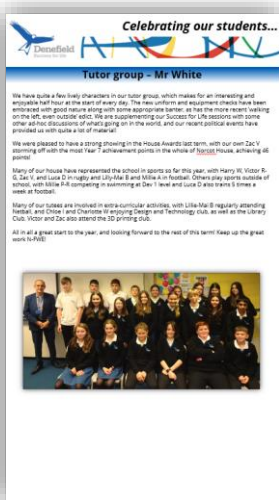 Celebrating our students...
Denefield
Tutor group – Mr White
We have quite a few lively characters in our tutor group, which makes for an interesting and
enjoyable half hour at the start of every day. The new uniform and equipment checks have been
embraced with good nature along with some appropriate banter, as has the more recent 'walking
on the left, even outside' edict. We are supplementing our Success for Life sessions with some
other ad-hoc discussions of what's going on in the world, and our recent political events have
provided us with quite a lot of material!
We were pleased to have a strong showing in the House Awards last term, with our own Zac V
storming off with the most Year 7 achievement points in the whole of Norcot House, achieving 46
points!
Many of our house have represented the school in sports so far this year, with Harry W, Victor R-
G, Zac V, and Luca D in rugby and Lilly-Mai B and Millie A in football. Others play sports outside of
school, with Millie P-R competing in swimming at Dev 1 level and Luca D also trains 5 times a
week at football.
Many of our tutees are involved in extra-curricular activities, with Lillie-Mai B regularly attending
Netball, and Chloe I and Charlotte W enjoying Design and Technology club, as well as the Library
Club. Victor and Zac also attend the 3D printing club.
All in all a great start to the year, and looking forward to the rest of this term! Keep up the great
work N-PWE!